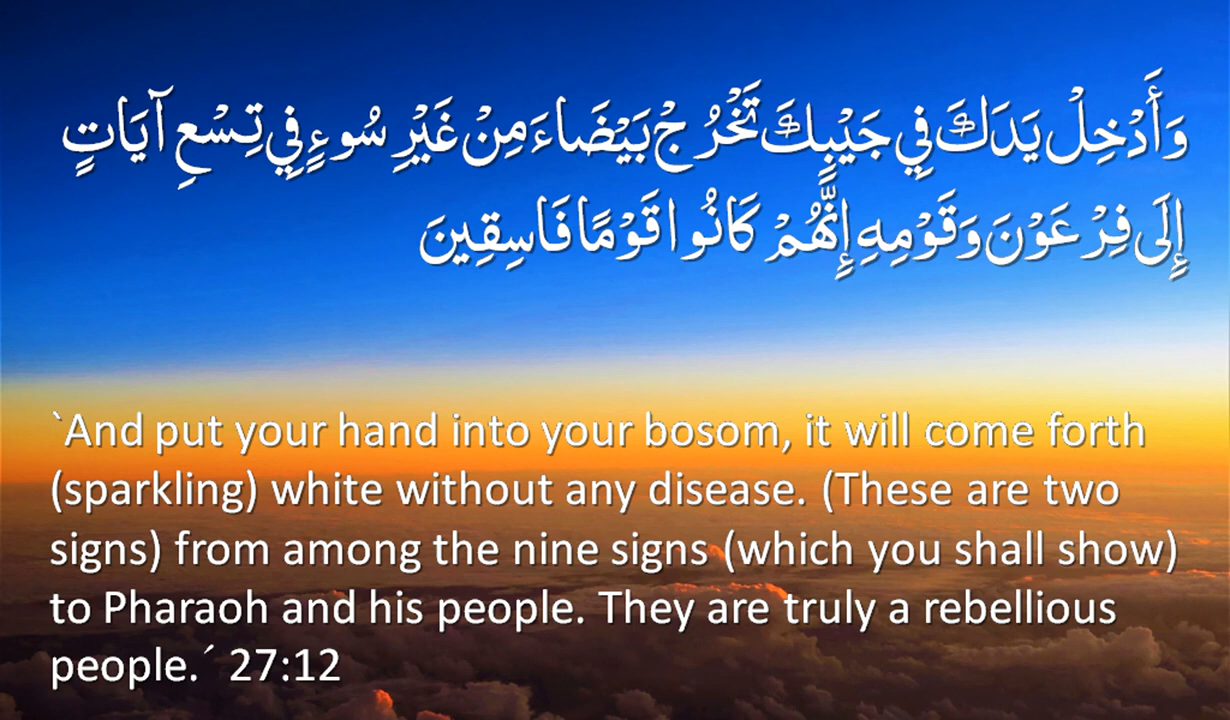 وَأَدْخِلْ يَدَكَ فِي جَيْبِكَ تَخْرُجْ بَيْضَاءَ مِنْ غَيْرِ سُوءٍ فِي تِسْعِ آيَاتٍ
إِلَى فِرْعَوْنَ وَقَوْمِهِ إِنَّهُمْ كَانُوا قَوْمًا فَاسِقِينَ
`And put your hand into your bosom, it will come forth
(sparkling) white without any disease. (These are two
signs) from among the nine signs (which you shall show)
to Pharaoh and his people. They are truly a rebellious
people.´ 27:12